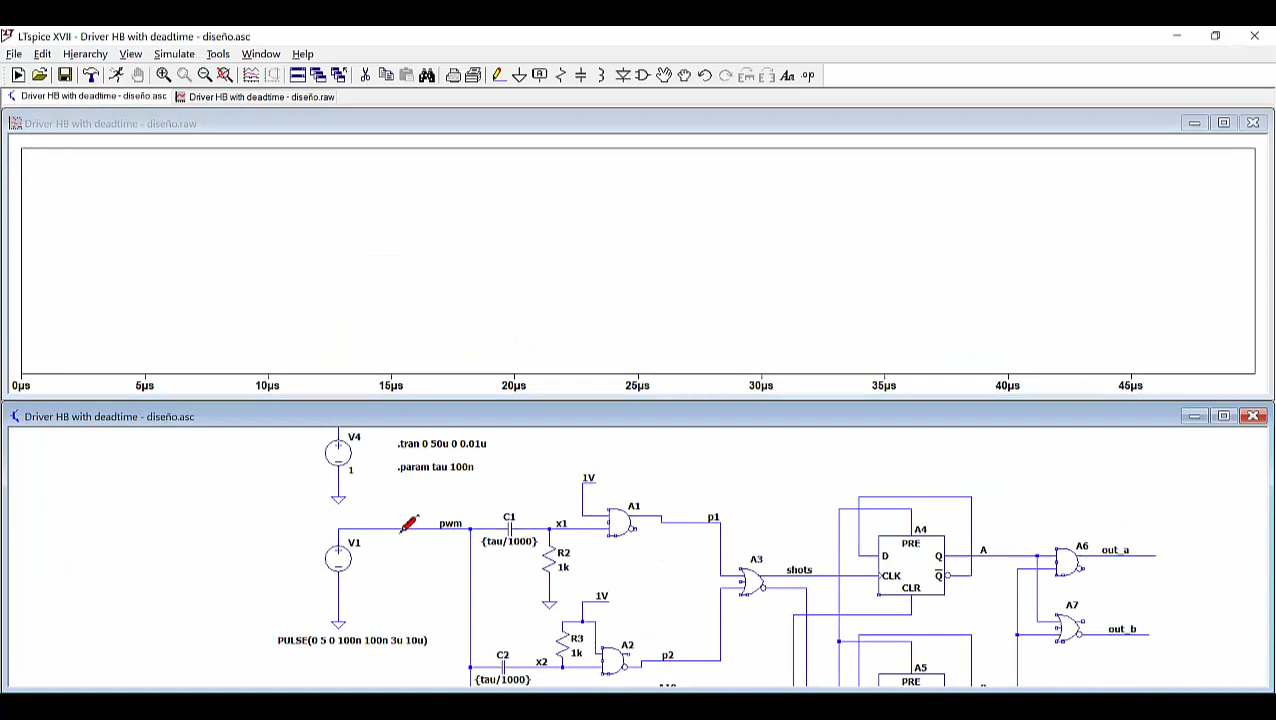 LTspice XVII - Driver HB with deadtime - diseño.asc
File Edit Hierarchy View Simulate Tools Window Help
Aa .op
Driver HB with deadtime - diseño.asc Driver HB with deadtime - diseño.raw
Driver HB with deadtime - diseño.raw
0µs 5µs 10µs 15µs 20µs 25µs 30µs 35µs 40µs 45µs
Driver HB with deadtime - diseño.asc
V4 .tran 0 50u 0 0.01u
1 .param tau 100n
1V
A1
pwm C1 x1 p1
{tau/1000}
V1
R2
1k
A3
shots
A4
PRE
D Q
CLK Q
CLR
A
A6
out_a
A7
out_b
1V
PULSE(0 5 0 100n 100n 3u 10u)
R3
1k
A2
C2 x2 p2
{tau/1000}
A5
PRE